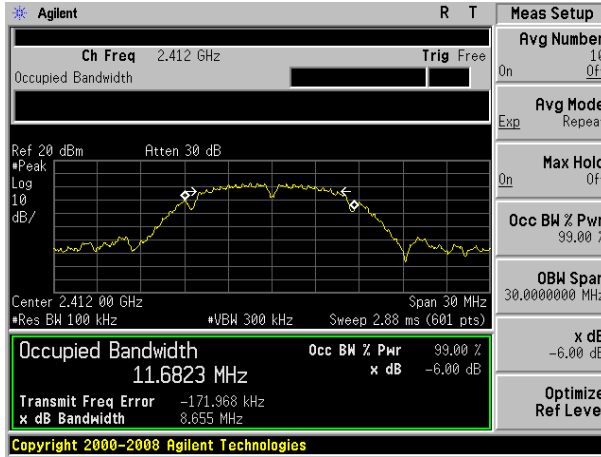 Agilent
R T
Meas Setup
Avg Number
10
On Off
Ch Freq 2.412 GHz
Trig Free
Occupied Bandwidth
Avg Mode
Exp Repeat
Ref 20 dBm
Atten 30 dB
#Peak
Log
10
dB/
Max Hold
On Off
Occ BW % Pwr
99.00 %
OBW Span
30.0000000 MHz
Center 2.412 00 GHz
Span 30 MHz
#Res BW 100 kHz
#VBW 300 kHz
Sweep 2.88 ms (601 pts)
x dB
-6.00 dB
Occupied Bandwidth
11.6823 MHz
Occ BW % Pwr 99.00 %
x dB -6.00 dB
Transmit Freq Error -171.968 kHz
x dB Bandwidth 8.655 MHz
Optimize
Ref Level
Copyright 2000-2008 Agilent Technologies